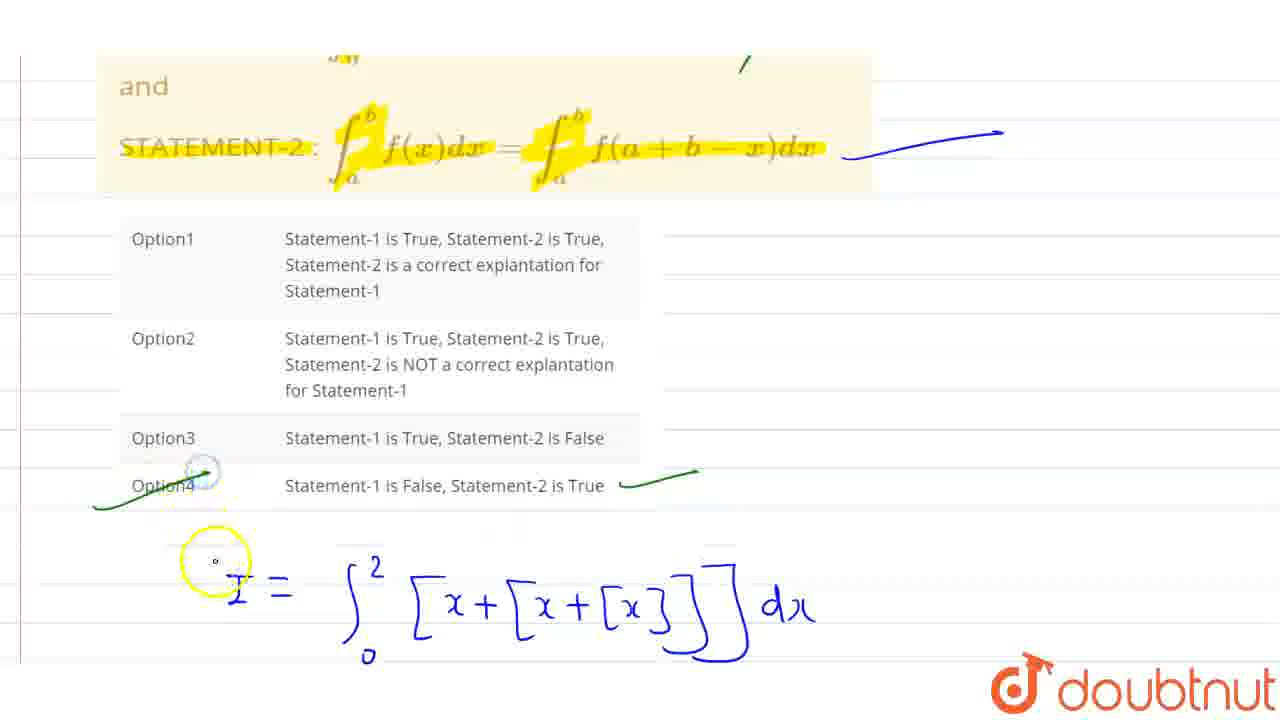 and
STATEMENT-2 : ∫ₐᵇ f(x)dx = ∫ₐᵇ f(a + b − x)dx
Option1 Statement-1 is True, Statement-2 is True,
Statement-2 is a correct explantation for
Statement-1
Option2 Statement-1 is True, Statement-2 is True,
Statement-2 is NOT a correct explantation
for Statement-1
Option3 Statement-1 is True, Statement-2 is False
Option4 Statement-1 is False, Statement-2 is True
I = ∫₀² [x+[x+[x]]] dx
doubtnut